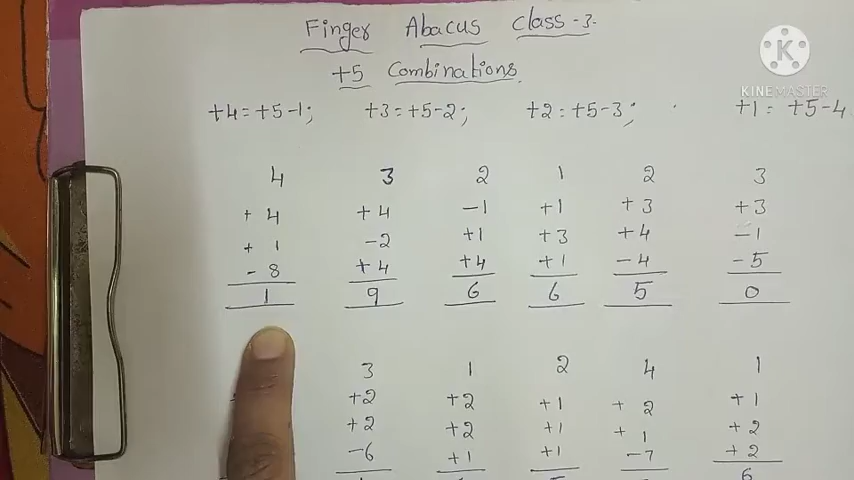 Finger Abacus Class-3.
+5 Combinations.
K
KINEMASTER
+4=+5-1; +3=+5-2; +2=+5-3; +1= +5-4
4 3 2 1 2 3
+4 +4 -1 +1 +3 +3
+1 -2 +1 +3 +4 -1
-8 +4 +4 +1 -4 -5
1 9 6 6 5 0
3 1 2 4 1
+2 +2 +1 +2 +1
+2 +2 +1 +1 +2
-6 +1 +1 -7 +2